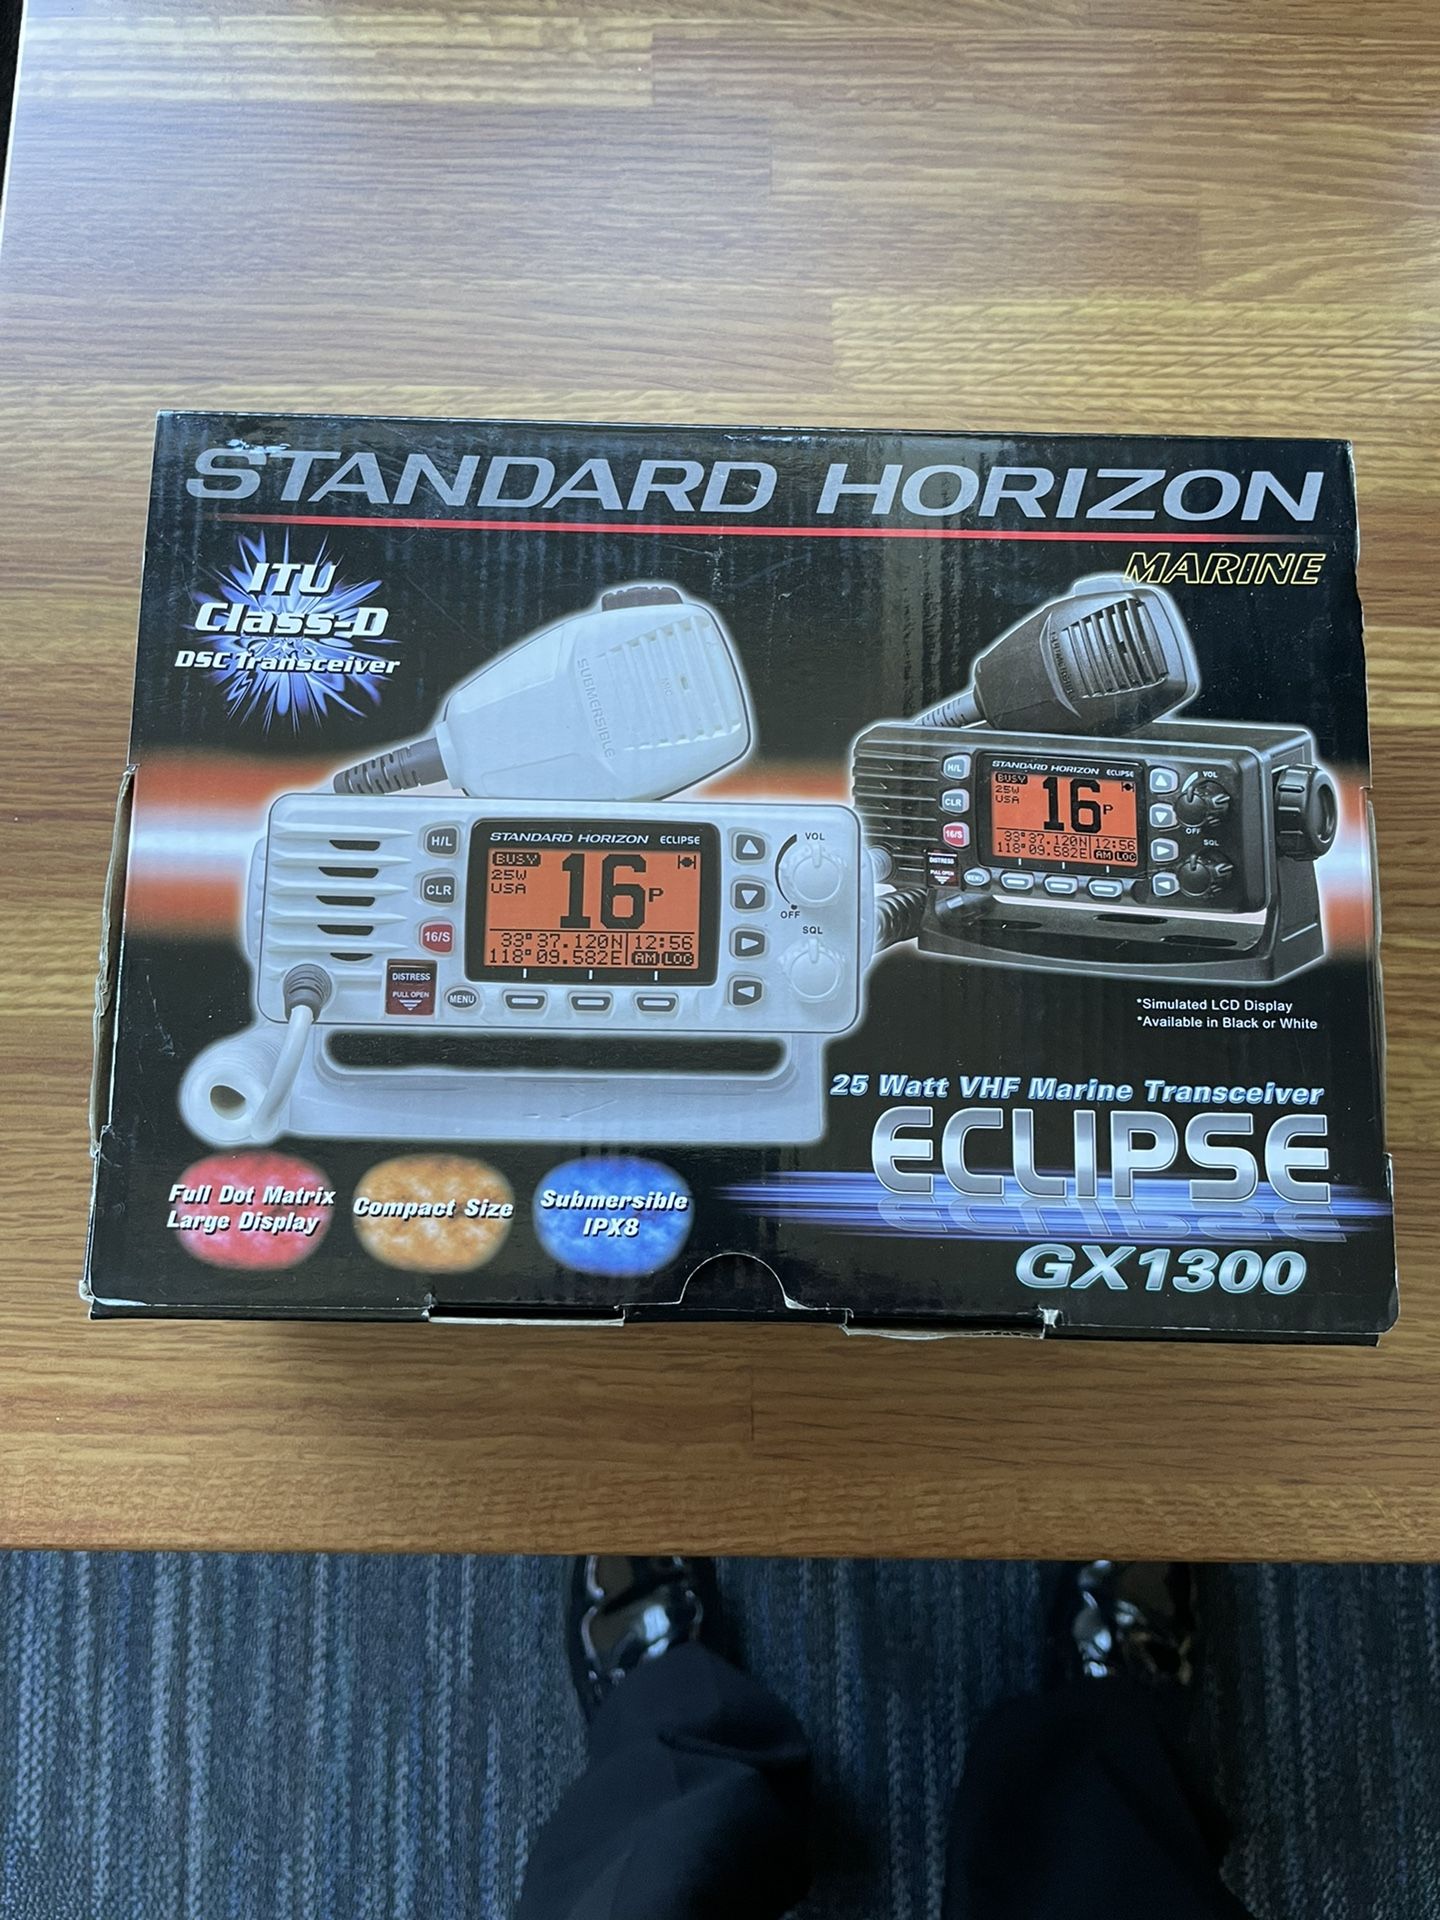 STANDARD HORIZON
MARINE
ITU
Class-D
DSC Transceiver
SUBMERSIBLE
MIC
H/L
CLR
16/S
DISTRESS
PULL OPEN
MENU
STANDARD HORIZON ECLIPSE
BUSY
25W
USA
16P
33°37.120N 12:56
118°09.582E AM LOC
VOL
OFF
SQL
SUBMERSIBLE
H/L
CLR
16/S
DISTRESS
PULL OPEN
MENU
STANDARD HORIZON ECLIPSE
BUSY
25W
USA
16P
33°37.120N 12:56
118°09.582E AM LOC
VOL
OFF
SQL
*Simulated LCD Display
*Available in Black or White
25 Watt VHF Marine Transceiver
ECLIPSE
GX1300
Full Dot Matrix
Large Display
Compact Size
Submersible
IPX8